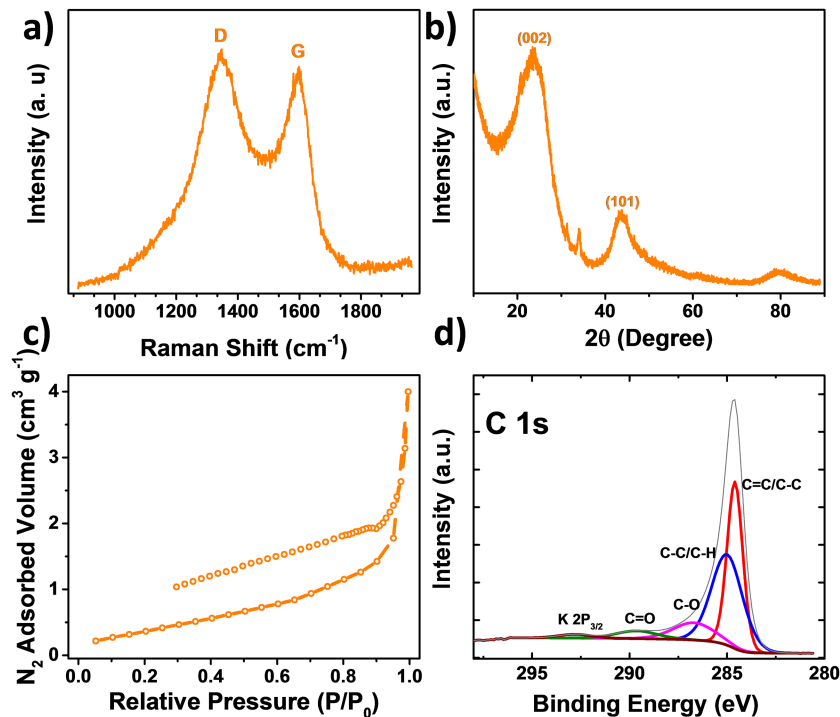 a)
D
G
Intensity (a. u)
1000 1200 1400 1600 1800
Raman Shift (cm⁻¹)
b)
(002)
(101)
Intensity (a.u.)
20 40 60 80
2θ (Degree)
c)
N₂ Adsorbed Volume (cm³ g⁻¹)
4
3
2
1
0
0.0 0.2 0.4 0.6 0.8 1.0
Relative Pressure (P/P₀)
d)
C 1s
C=C/C-C
C-C/C-H
C-O
C=O
K 2P₃/₂
Intensity (a.u.)
295 290 285 280
Binding Energy (eV)